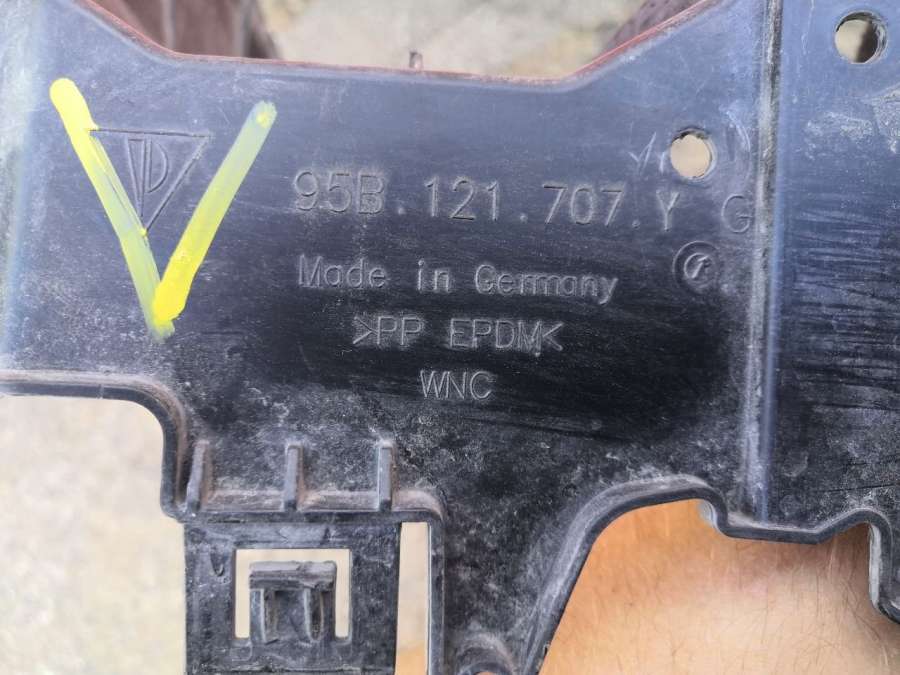 95B.121.707.Y G
Made in Germany
>PP EPDM<
WNC